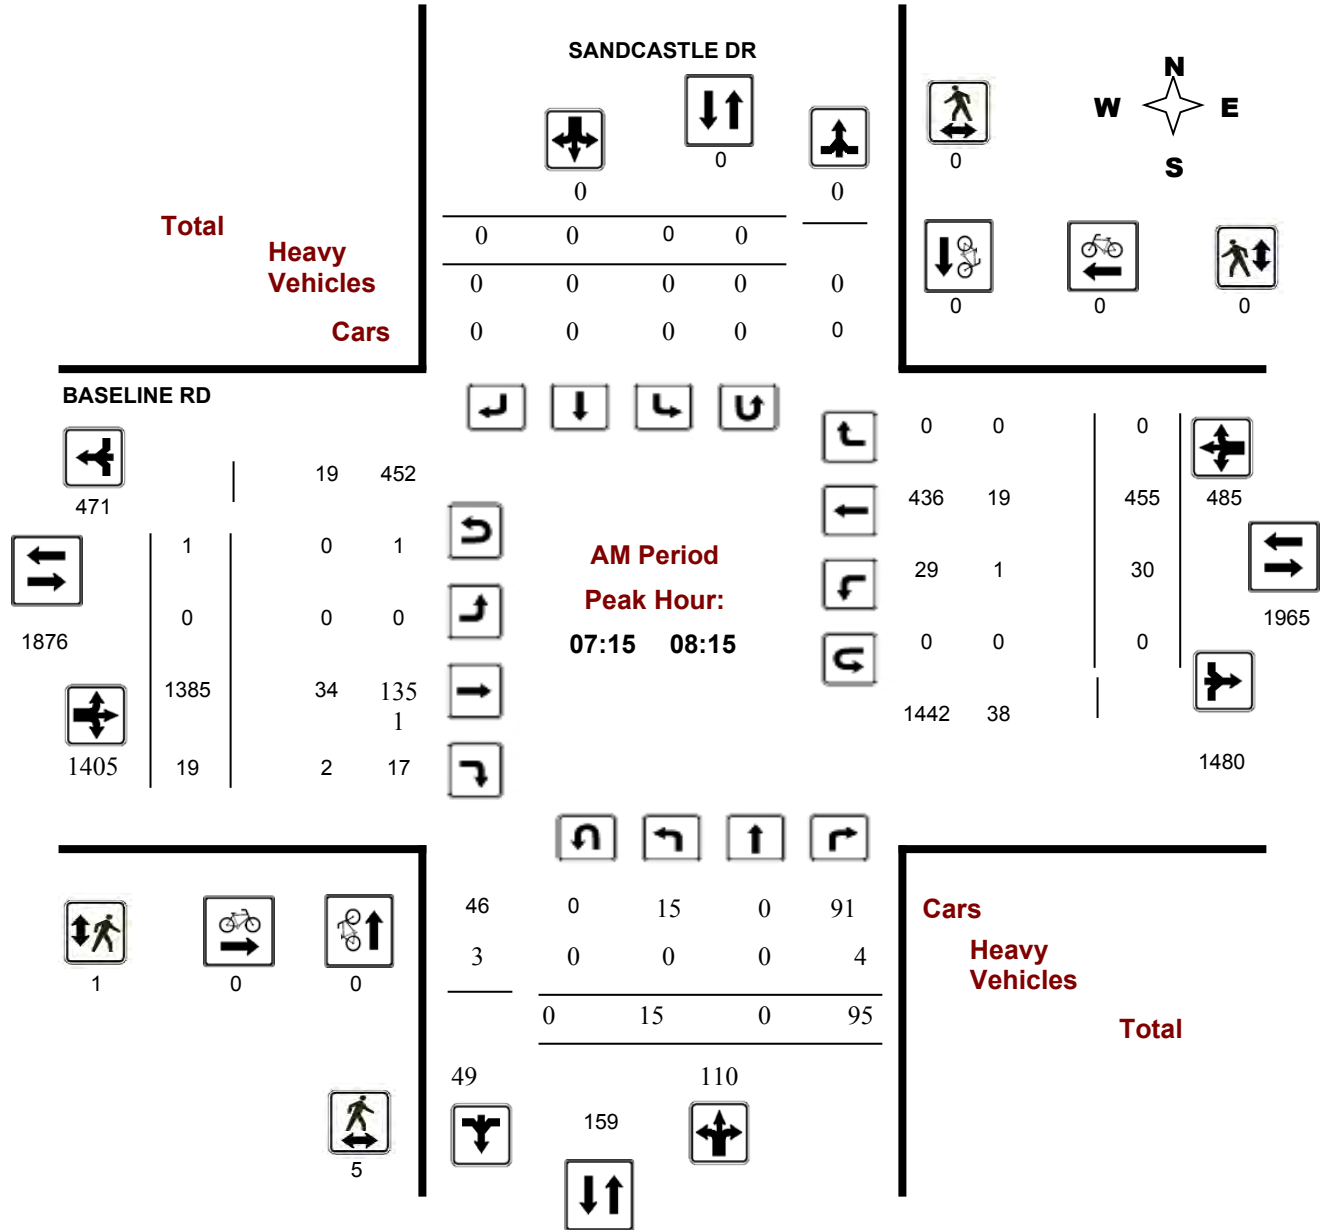 SANDCASTLE DR
N
W E
S
0
0
0
0 0
Total
0 0 0 0
Heavy
Vehicles
0 0 0 0 0
0 0 0
Cars
0 0 0 0 0
BASELINE RD
0 0 0
19 452
471
436 19 455 485
1 0 1
AM Period
29 1 30
Peak Hour:
0 0 0
1876
07:15 08:15
0 0 0
1965
1385 34 135
1
1442 38
1405 19 2 17
1480
46 0 15 0 91
Cars
3 0 0 0 4
Heavy
Vehicles
1 0 0
0 15 0 95
Total
49 110
159
5